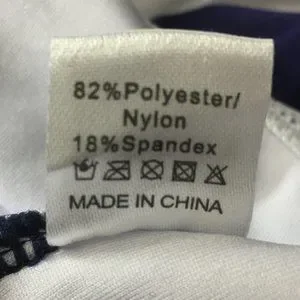 82%Polyester/
Nylon
18%Spandex
MADE IN CHINA